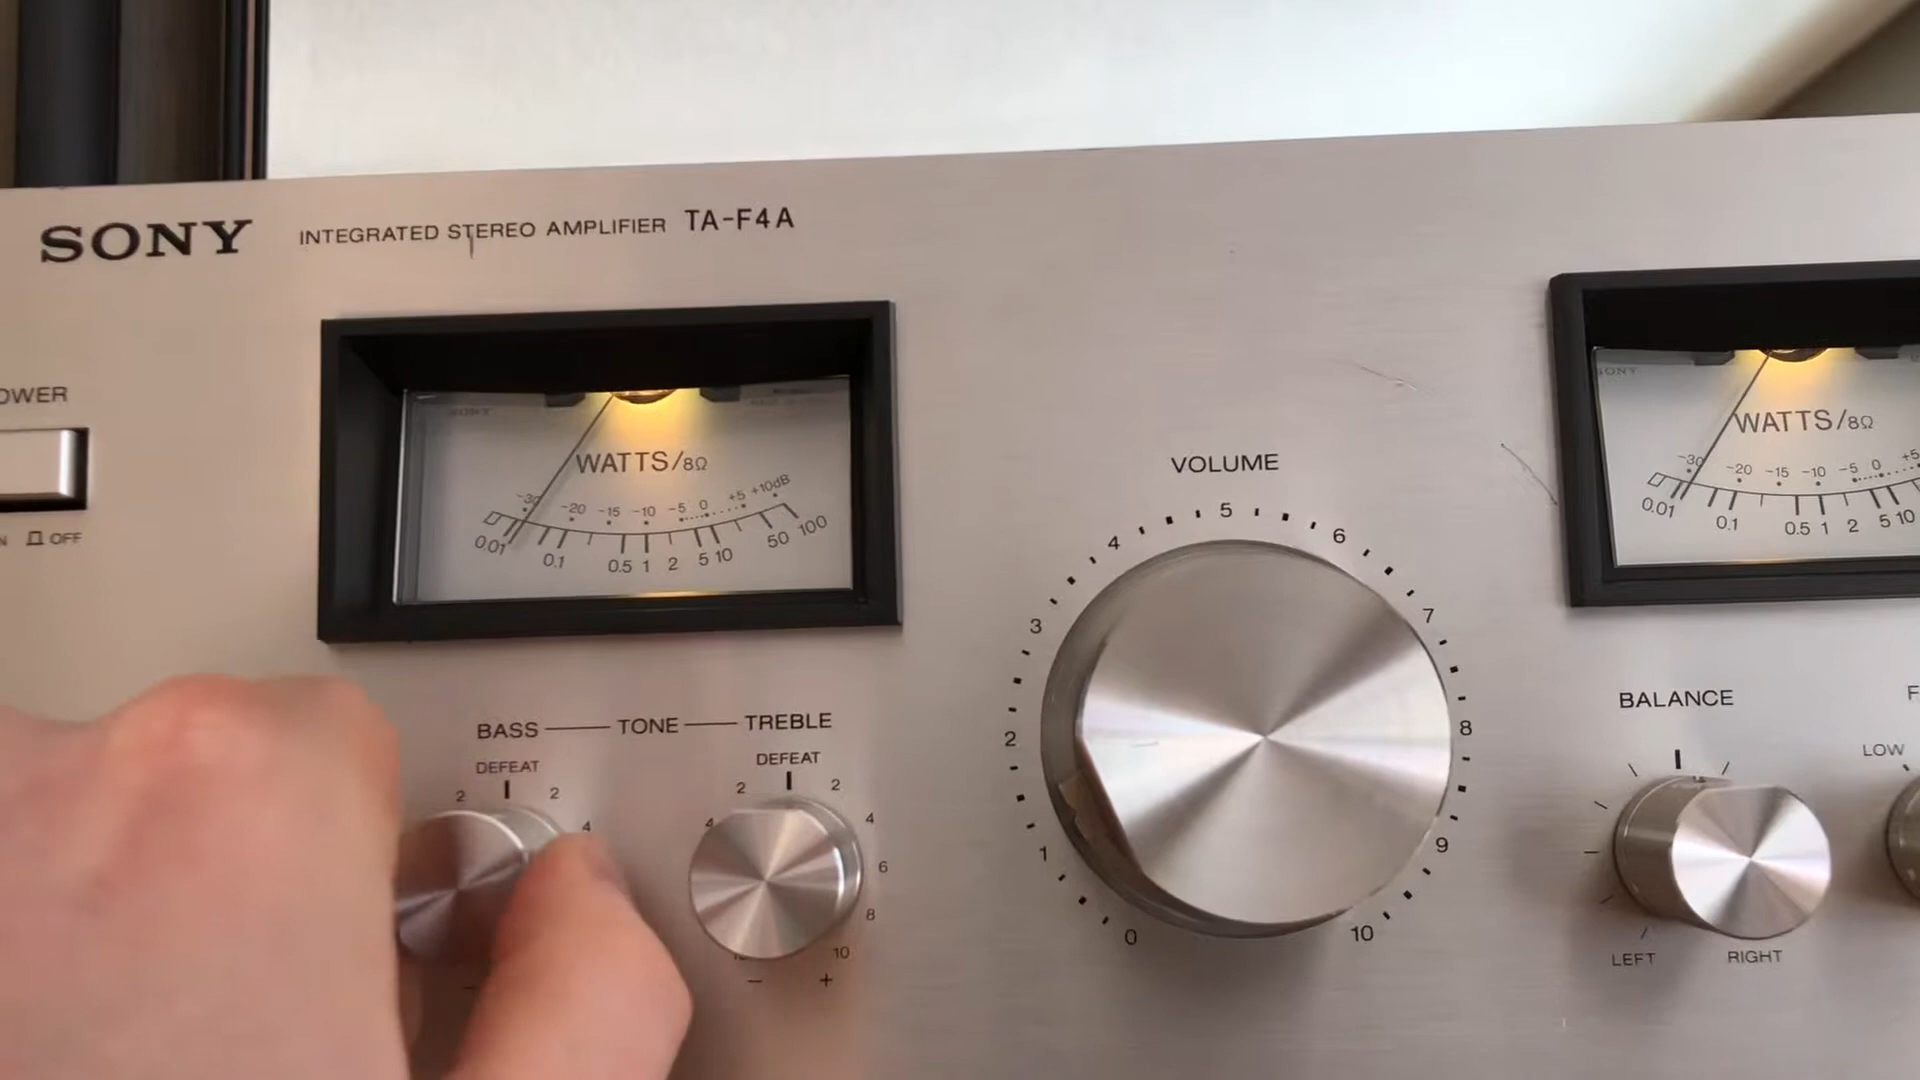 SONY INTEGRATED STEREO AMPLIFIER TA-F4A
OWER
N OFF
SONY
WATTS/8Ω
-30 -20 -15 -10 -5 0 +5 +10dB
0.01 0.1 0.5 1 2 5 10 50 100
SONY
WATTS/8Ω
-30 -20 -15 -10 -5 0 +5
0.01 0.1 0.5 1 2 5 10
VOLUME
0 1 2 3 4 5 6 7 8 9 10
BASS TONE TREBLE
DEFEAT
2 2
4
−
DEFEAT
2 2
4 4
6
8
10
− +
BALANCE
LEFT RIGHT
F
LOW